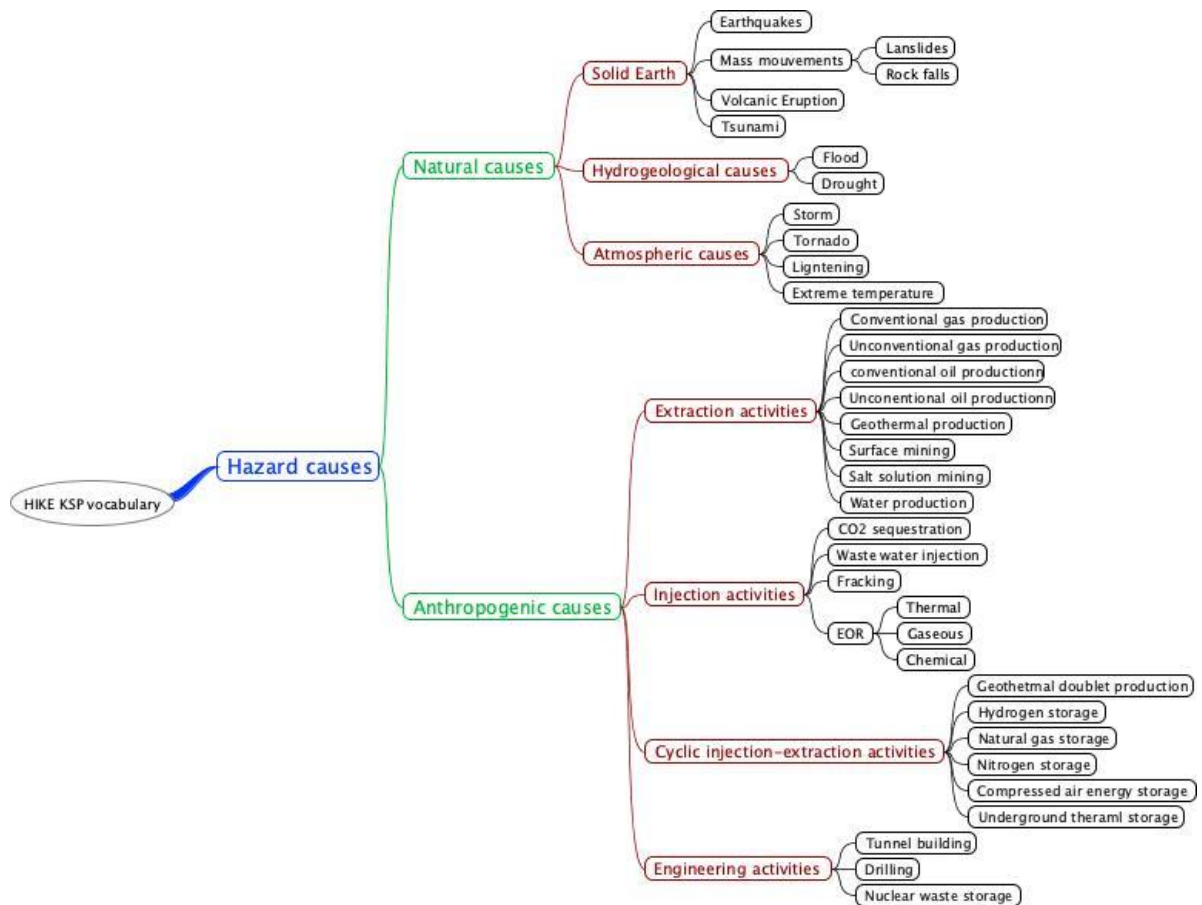 HIKE KSP vocabulary
Hazard causes
Natural causes
Solid Earth
Earthquakes
Mass mouvements
Lanslides
Rock falls
Volcanic Eruption
Tsunami
Hydrogeological causes
Flood
Drought
Atmospheric causes
Storm
Tornado
Ligntening
Extreme temperature
Anthropogenic causes
Extraction activities
Conventional gas production
Unconventional gas production
conventional oil productionn
Unconentional oil productionn
Geothermal production
Surface mining
Salt solution mining
Water production
Injection activities
CO2 sequestration
Waste water injection
Fracking
EOR
Thermal
Gaseous
Chemical
Cyclic injection-extraction activities
Geothetmal doublet production
Hydrogen storage
Natural gas storage
Nitrogen storage
Compressed air energy storage
Underground theraml storage
Engineering activities
Tunnel building
Drilling
Nuclear waste storage